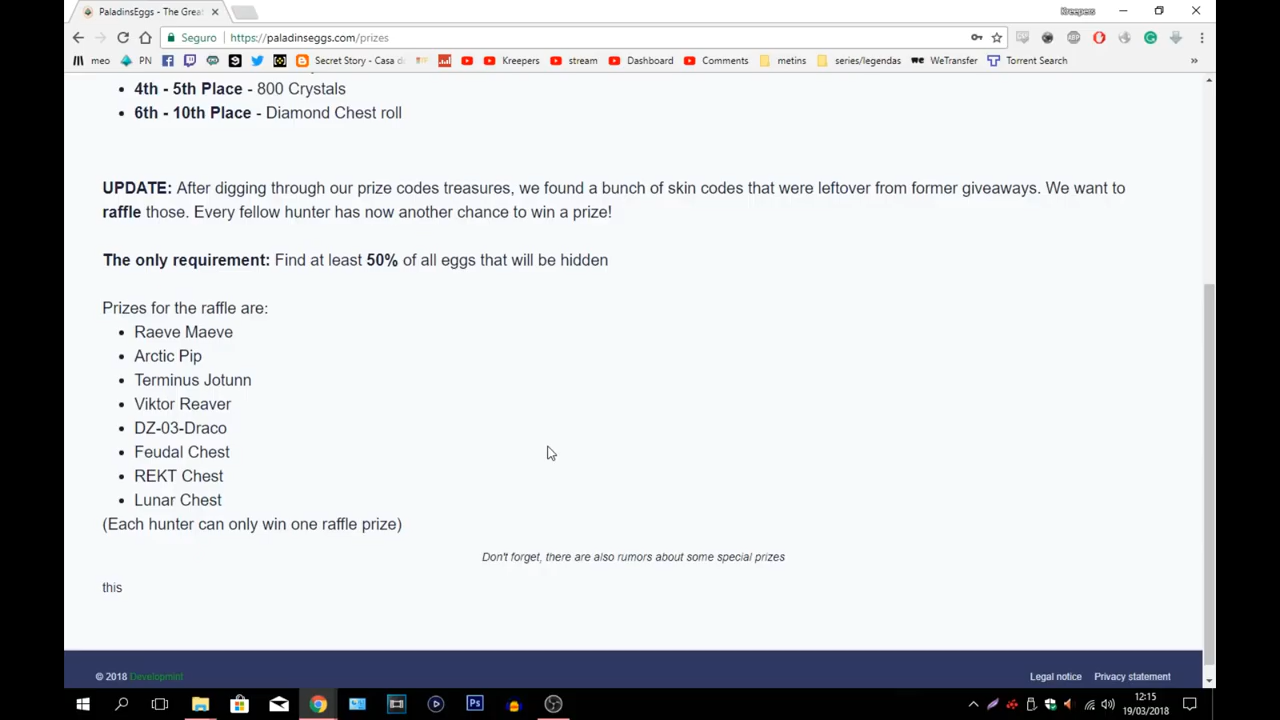 PaladinsEggs - The Grea
Kreepers
Seguro
https://paladinseggs.com/prizes
meo
PN
Secret Story - Casa d
Kreepers
stream
Dashboard
Comments
metins
series/legendas
WeTransfer
Torrent Search
»
• 4th - 5th Place - 800 Crystals
• 6th - 10th Place - Diamond Chest roll
UPDATE: After digging through our prize codes treasures, we found a bunch of skin codes that were leftover from former giveaways. We want to
raffle those. Every fellow hunter has now another chance to win a prize!
The only requirement: Find at least 50% of all eggs that will be hidden
Prizes for the raffle are:
• Raeve Maeve
• Arctic Pip
• Terminus Jotunn
• Viktor Reaver
• DZ-03-Draco
• Feudal Chest
• REKT Chest
• Lunar Chest
(Each hunter can only win one raffle prize)
Don't forget, there are also rumors about some special prizes
this
© 2018 Developmint
Legal notice
Privacy statement
Ps
12:15
19/03/2018